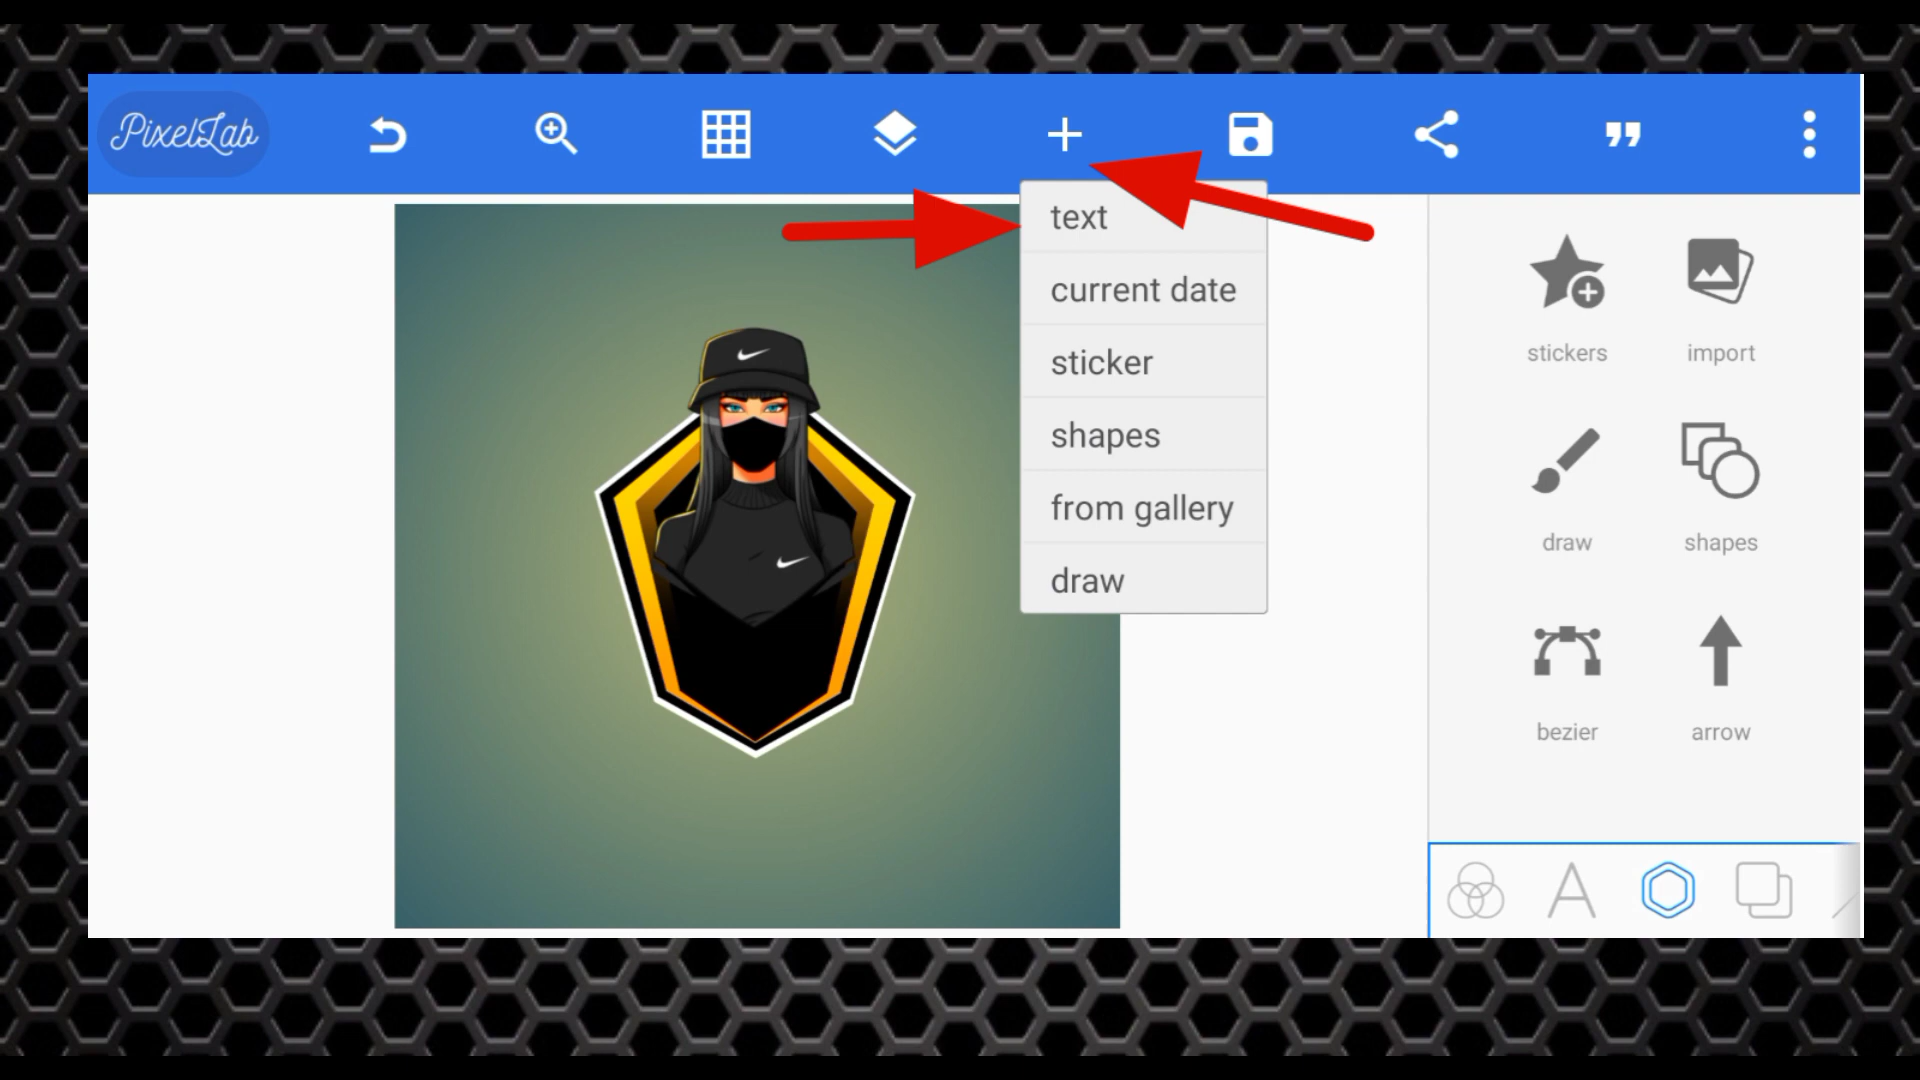 PixelLab
text
current date
sticker
shapes
from gallery
draw
stickers
import
draw
shapes
bezier
arrow